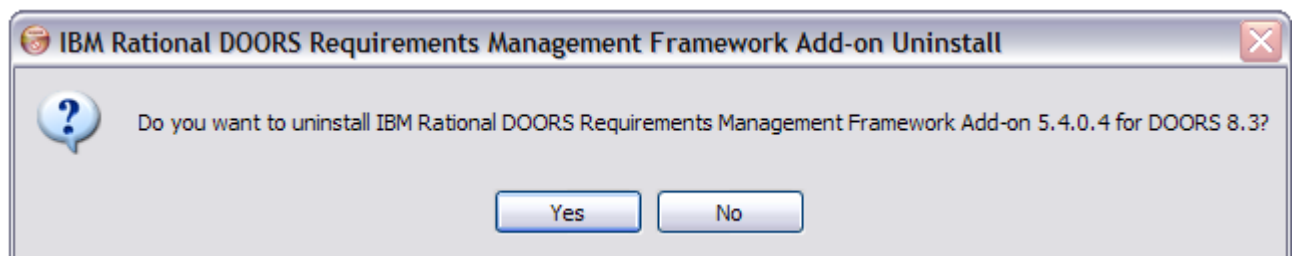 IBM Rational DOORS Requirements Management Framework Add-on Uninstall
Do you want to uninstall IBM Rational DOORS Requirements Management Framework Add-on 5.4.0.4 for DOORS 8.3?
Yes No